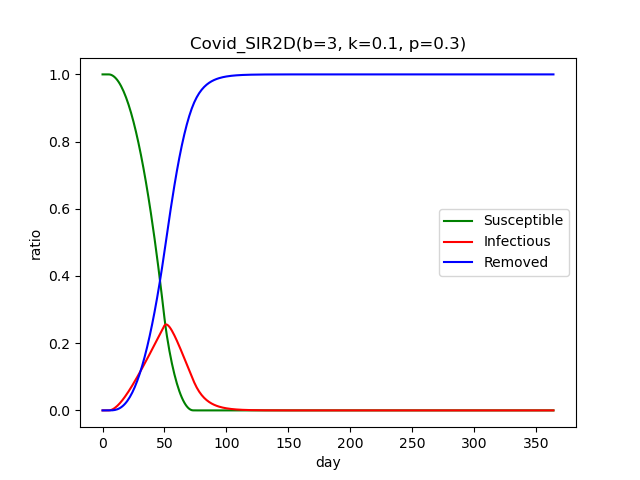 Covid_SIR2D(b=3, k=0.1, p=0.3)
1.0
0.8
0.6
0.4
0.2
0.0
ratio
Susceptible
Infectious
Removed
0 50 100 150 200 250 300 350
day